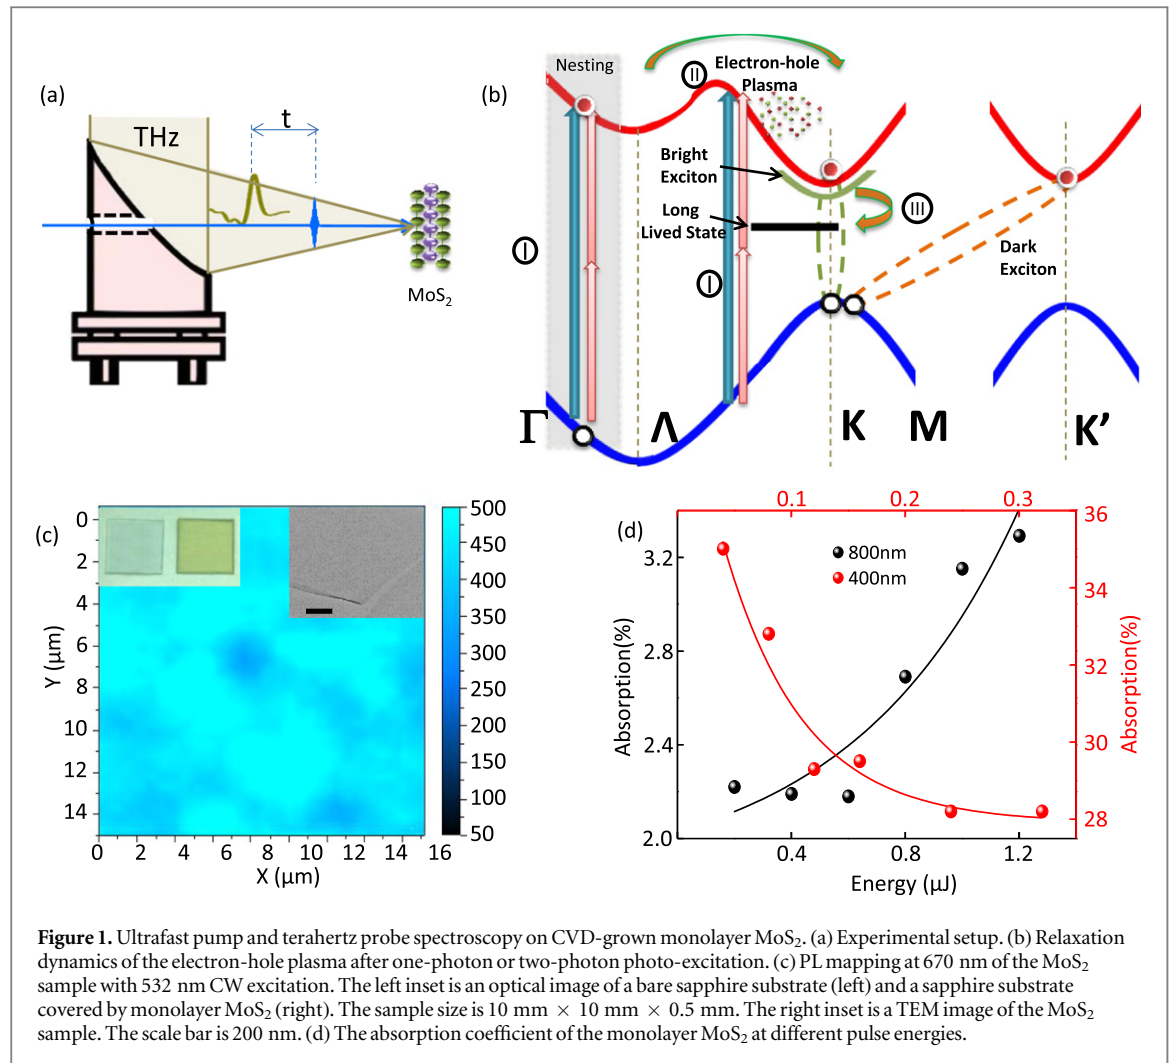 (a)
THz
t
MoS₂
(b)
Nesting
II
Electron-hole
Plasma
Bright
Exciton
Long
Lived State
III
I
I
Dark
Exciton
Γ
Λ
K
M
K’
(c)
0
2
4
6
8
10
12
14
Y (μm)
0
2
4
6
8
10
12
14
16
X (μm)
500
450
400
350
300
250
200
150
100
50
(d)
0.1
0.2
0.3
800nm
400nm
3.2
2.8
2.4
2.0
Absorption(%)
36
34
32
30
28
Absorption(%)
0.4
0.8
1.2
Energy (μJ)
Figure 1. Ultrafast pump and terahertz probe spectroscopy on CVD-grown monolayer MoS₂. (a) Experimental setup. (b) Relaxation
dynamics of the electron-hole plasma after one-photon or two-photon photo-excitation. (c) PL mapping at 670 nm of the MoS₂
sample with 532 nm CW excitation. The left inset is an optical image of a bare sapphire substrate (left) and a sapphire substrate
covered by monolayer MoS₂ (right). The sample size is 10 mm × 10 mm × 0.5 mm. The right inset is a TEM image of the MoS₂
sample. The scale bar is 200 nm. (d) The absorption coefficient of the monolayer MoS₂ at different pulse energies.